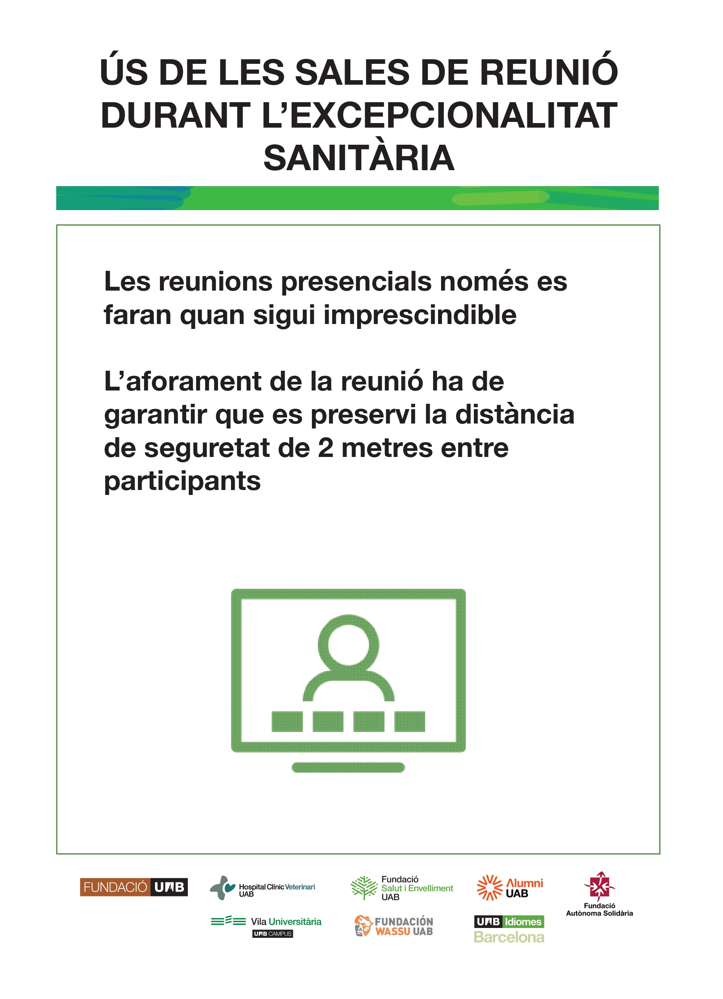 ÚS DE LES SALES DE REUNIÓ
DURANT L’EXCEPCIONALITAT
SANITÀRIA
Les reunions presencials només es
faran quan sigui imprescindible
L’aforament de la reunió ha de
garantir que es preservi la distància
de seguretat de 2 metres entre
participants
FUNDACIÓ UAB
Hospital Clínic Veterinari
UAB
Fundació
Salut i Envelliment
UAB
Alumni
UAB
Fundació
Autònoma Solidària
Vila Universitària
UAB CAMPUS
FUNDACIÓN
WASSU UAB
UAB Idiomes
Barcelona